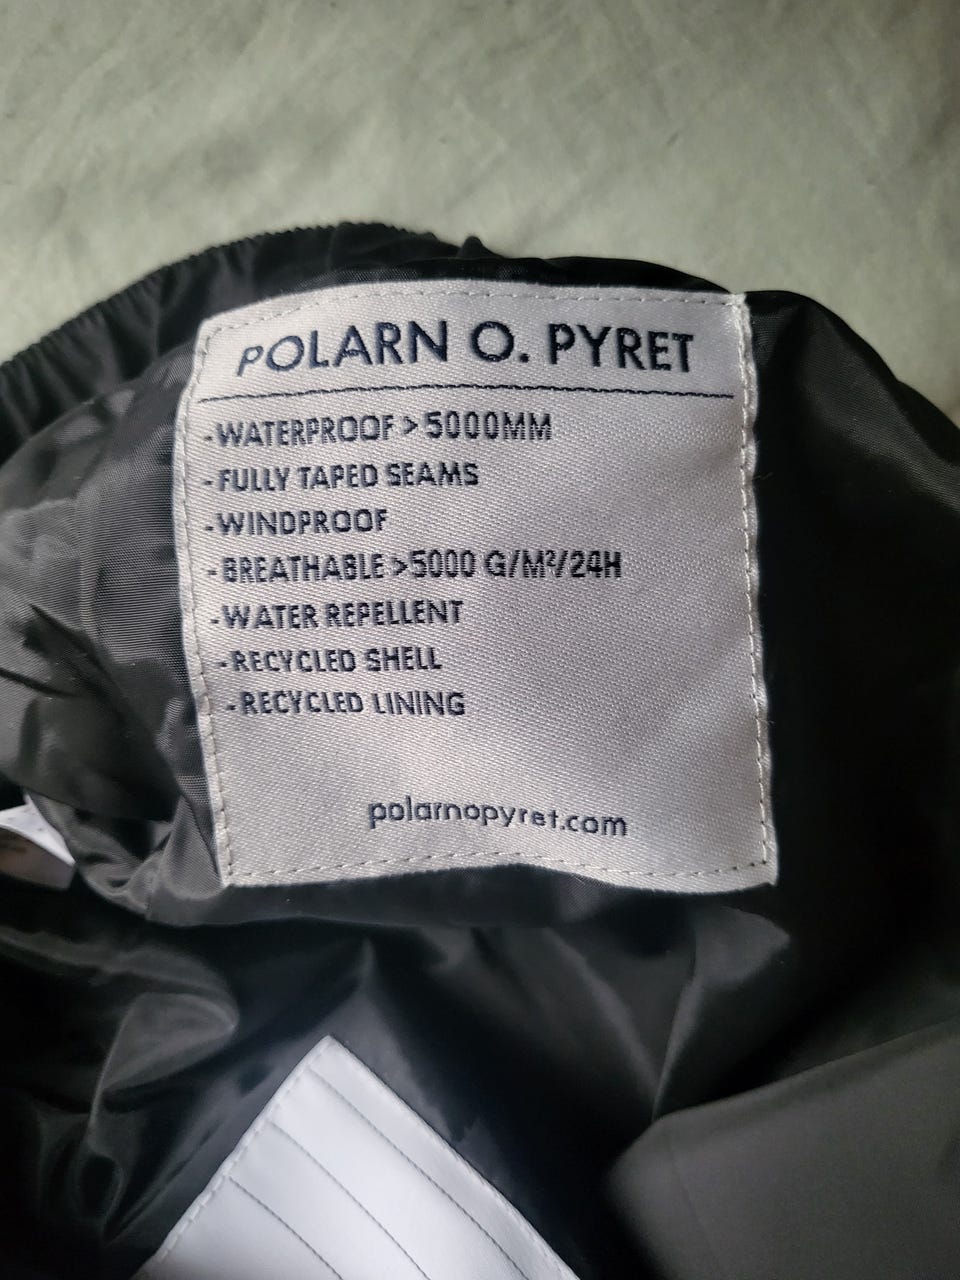 POLARN O. PYRET
-WATERPROOF >5000MM
-FULLY TAPED SEAMS
-WINDPROOF
-BREATHABLE >5000 G/M²/24H
-WATER REPELLENT
-RECYCLED SHELL
-RECYCLED LINING
polarnopyret.com